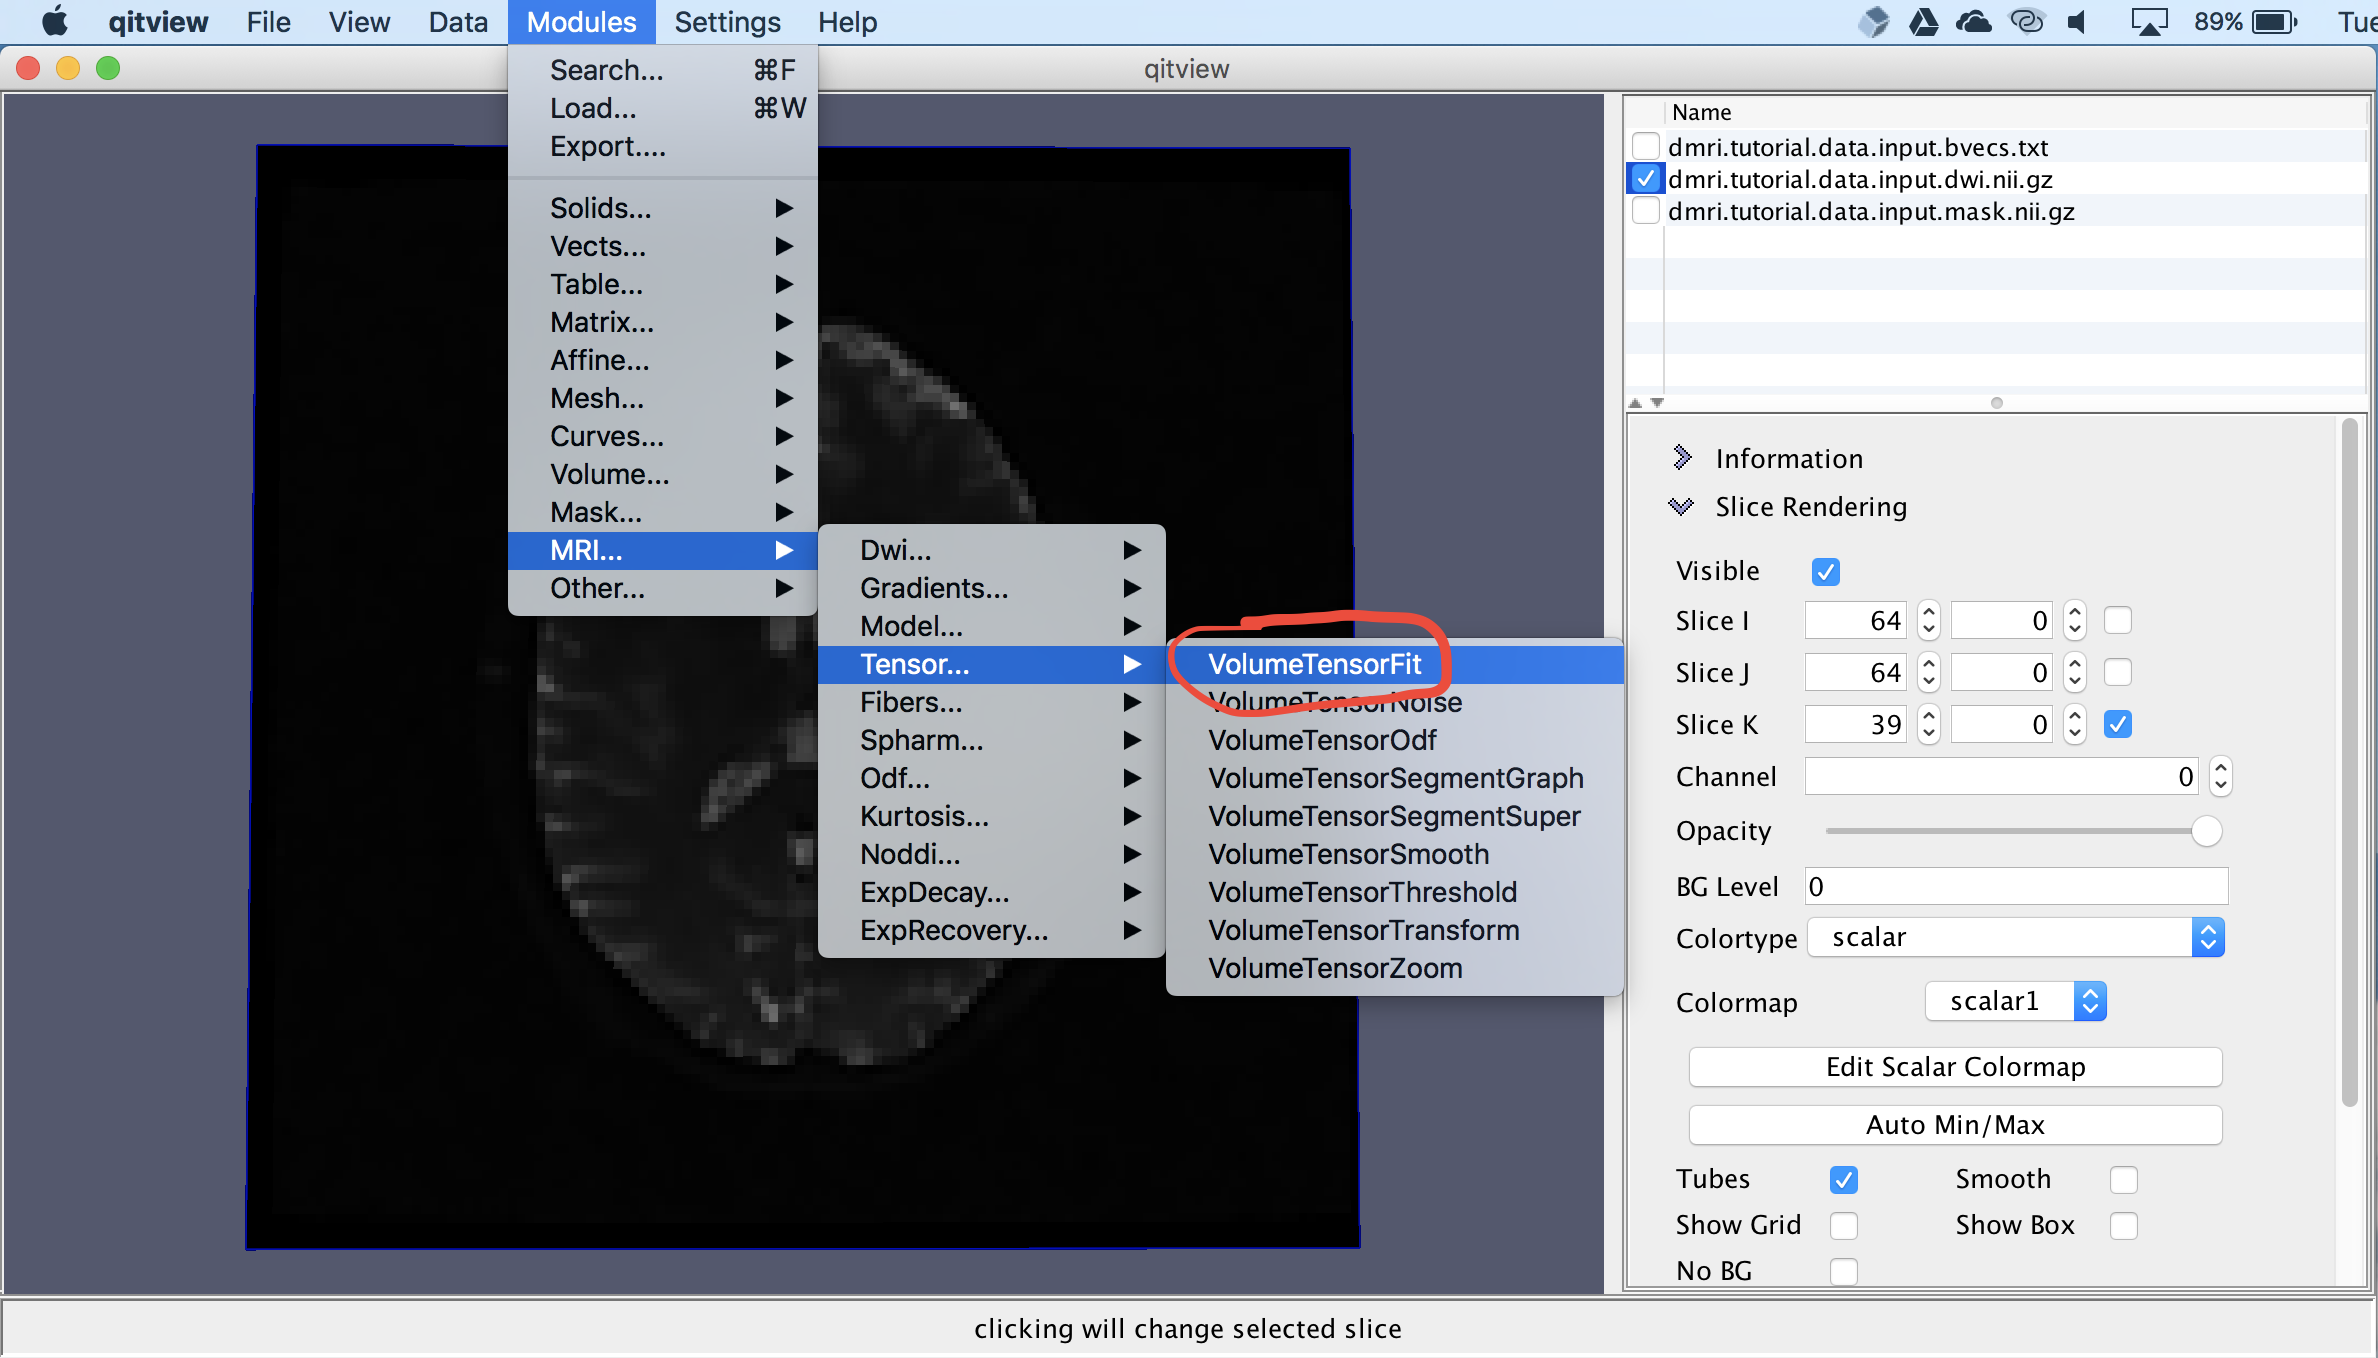 qitview File View Data Modules Settings Help 89% Tue
qitview
Search... ⌘F
Load... ⌘W
Export....
Solids...
Vects...
Table...
Matrix...
Affine...
Mesh...
Curves...
Volume...
Mask...
MRI...
Other...
Dwi...
Gradients...
Model...
Tensor...
Fibers...
Spharm...
Odf...
Kurtosis...
Noddi...
ExpDecay...
ExpRecovery...
VolumeTensorFit
VolumeTensorNoise
VolumeTensorOdf
VolumeTensorSegmentGraph
VolumeTensorSegmentSuper
VolumeTensorSmooth
VolumeTensorThreshold
VolumeTensorTransform
VolumeTensorZoom
Name
dmri.tutorial.data.input.bvecs.txt
dmri.tutorial.data.input.dwi.nii.gz
dmri.tutorial.data.input.mask.nii.gz
Information
Slice Rendering
Visible
Slice I 64 0
Slice J 64 0
Slice K 39 0
Channel 0
Opacity
BG Level 0
Colortype scalar
Colormap scalar1
Edit Scalar Colormap
Auto Min/Max
Tubes Smooth
Show Grid Show Box
No BG
clicking will change selected slice